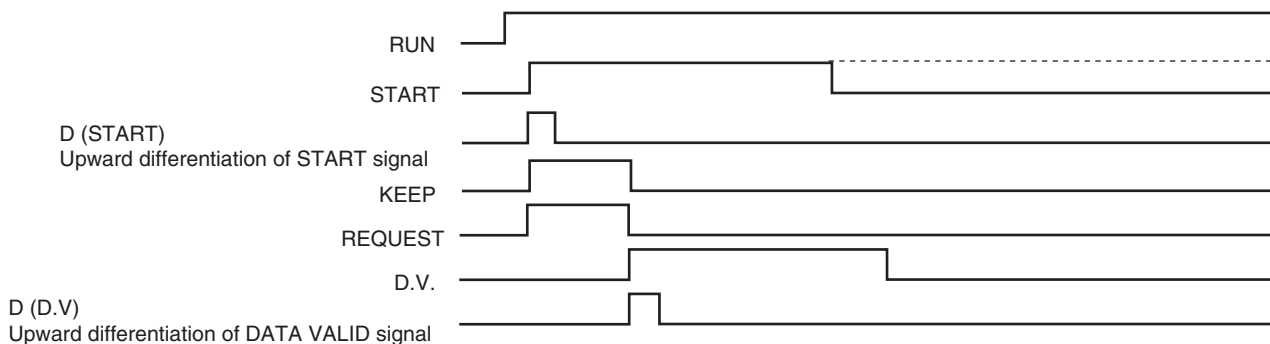 RUN
START
D (START)
Upward differentiation of START signal
KEEP
REQUEST
D.V.
D (D.V)
Upward differentiation of DATA VALID signal